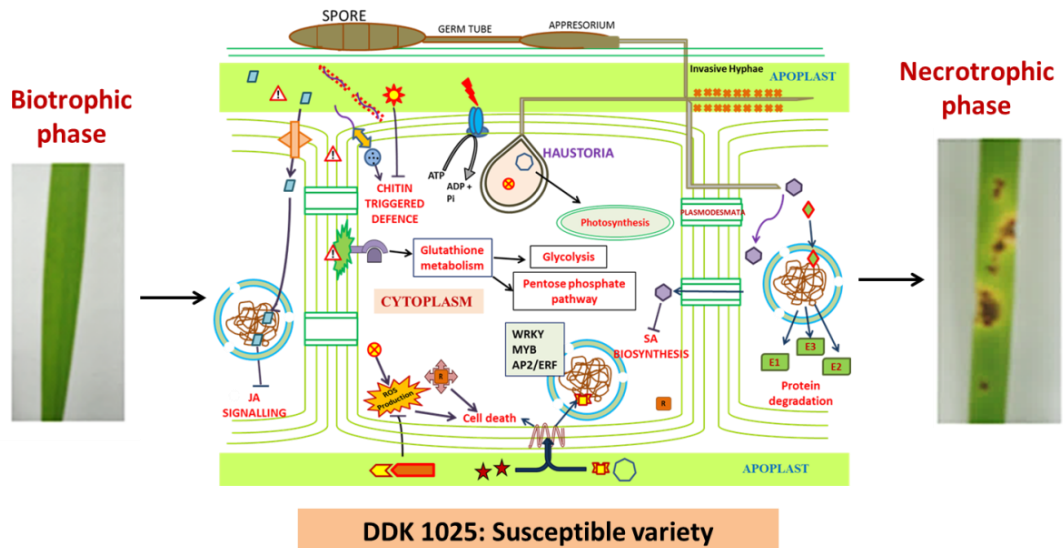 SPORE
GERM TUBE
APPRESORIUM
Biotrophic
phase
Necrotrophic
phase
Invasive Hyphae
APOPLAST
HAUSTORIA
ATP
ADP +
Pi
CHITIN
TRIGGERED
DEFENCE
Photosynthesis
PLASMODESMATA
Glutathione
metabolism
Glycolysis
Pentose phosphate
pathway
CYTOPLASM
WRKY
MYB
AP2/ERF
SA
BIOSYNTHESIS
E1
E3
E2
Protein
degradation
JA
SIGNALLING
ROS
Production
R
Cell death
R
APOPLAST
DDK 1025: Susceptible variety